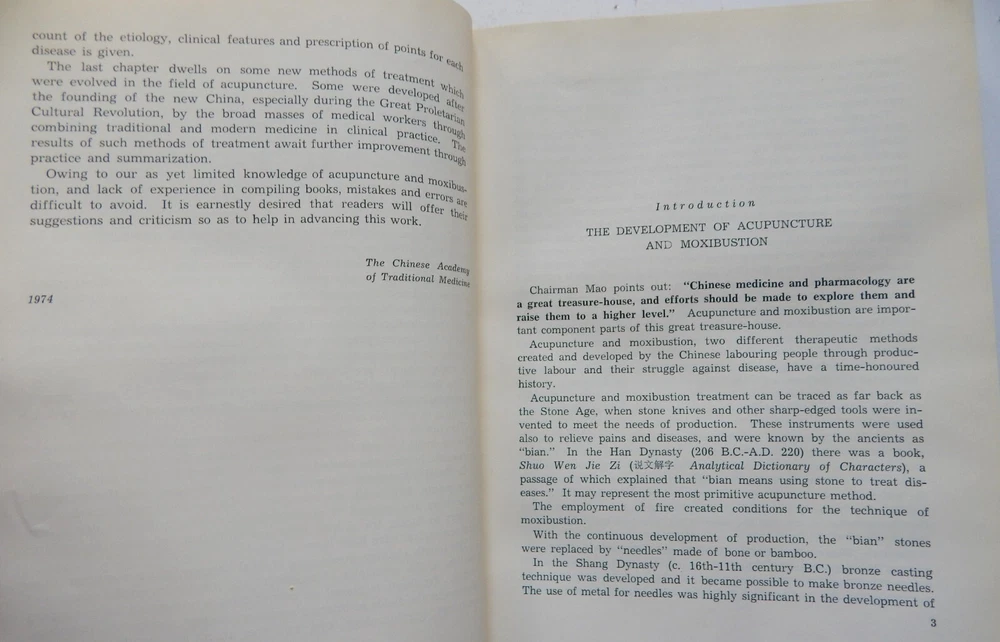 count of the etiology, clinical features and prescription of points for each
disease is given.
The last chapter dwells on some new methods of treatment which
were evolved in the field of acupuncture. Some were developed after
the founding of the new China, especially during the Great Proletarian
Cultural Revolution, by the broad masses of medical workers through
combining traditional and modern medicine in clinical practice. The
results of such methods of treatment await further improvement through
practice and summarization.
Owing to our as yet limited knowledge of acupuncture and moxibus-
tion, and lack of experience in compiling books, mistakes and errors are
difficult to avoid. It is earnestly desired that readers will offer their
suggestions and criticism so as to help in advancing this work.
The Chinese Academy
of Traditional Medicine
1974
Introduction
THE DEVELOPMENT OF ACUPUNCTURE
AND MOXIBUSTION
Chairman Mao points out: "Chinese medicine and pharmacology are
a great treasure-house, and efforts should be made to explore them and
raise them to a higher level." Acupuncture and moxibustion are impor-
tant component parts of this great treasure-house.
Acupuncture and moxibustion, two different therapeutic methods
created and developed by the Chinese labouring people through produc-
tive labour and their struggle against disease, have a time-honoured
history.
Acupuncture and moxibustion treatment can be traced as far back as
the Stone Age, when stone knives and other sharp-edged tools were in-
vented to meet the needs of production. These instruments were used
also to relieve pains and diseases, and were known by the ancients as
"bian." In the Han Dynasty (206 B.C.-A.D. 220) there was a book,
Shuo Wen Jie Zi (说文解字 Analytical Dictionary of Characters), a
passage of which explained that "bian means using stone to treat dis-
eases." It may represent the most primitive acupuncture method.
The employment of fire created conditions for the technique of
moxibustion.
With the continuous development of production, the "bian" stones
were replaced by "needles" made of bone or bamboo.
In the Shang Dynasty (c. 16th-11th century B.C.) bronze casting
technique was developed and it became possible to make bronze needles.
The use of metal for needles was highly significant in the development of
3